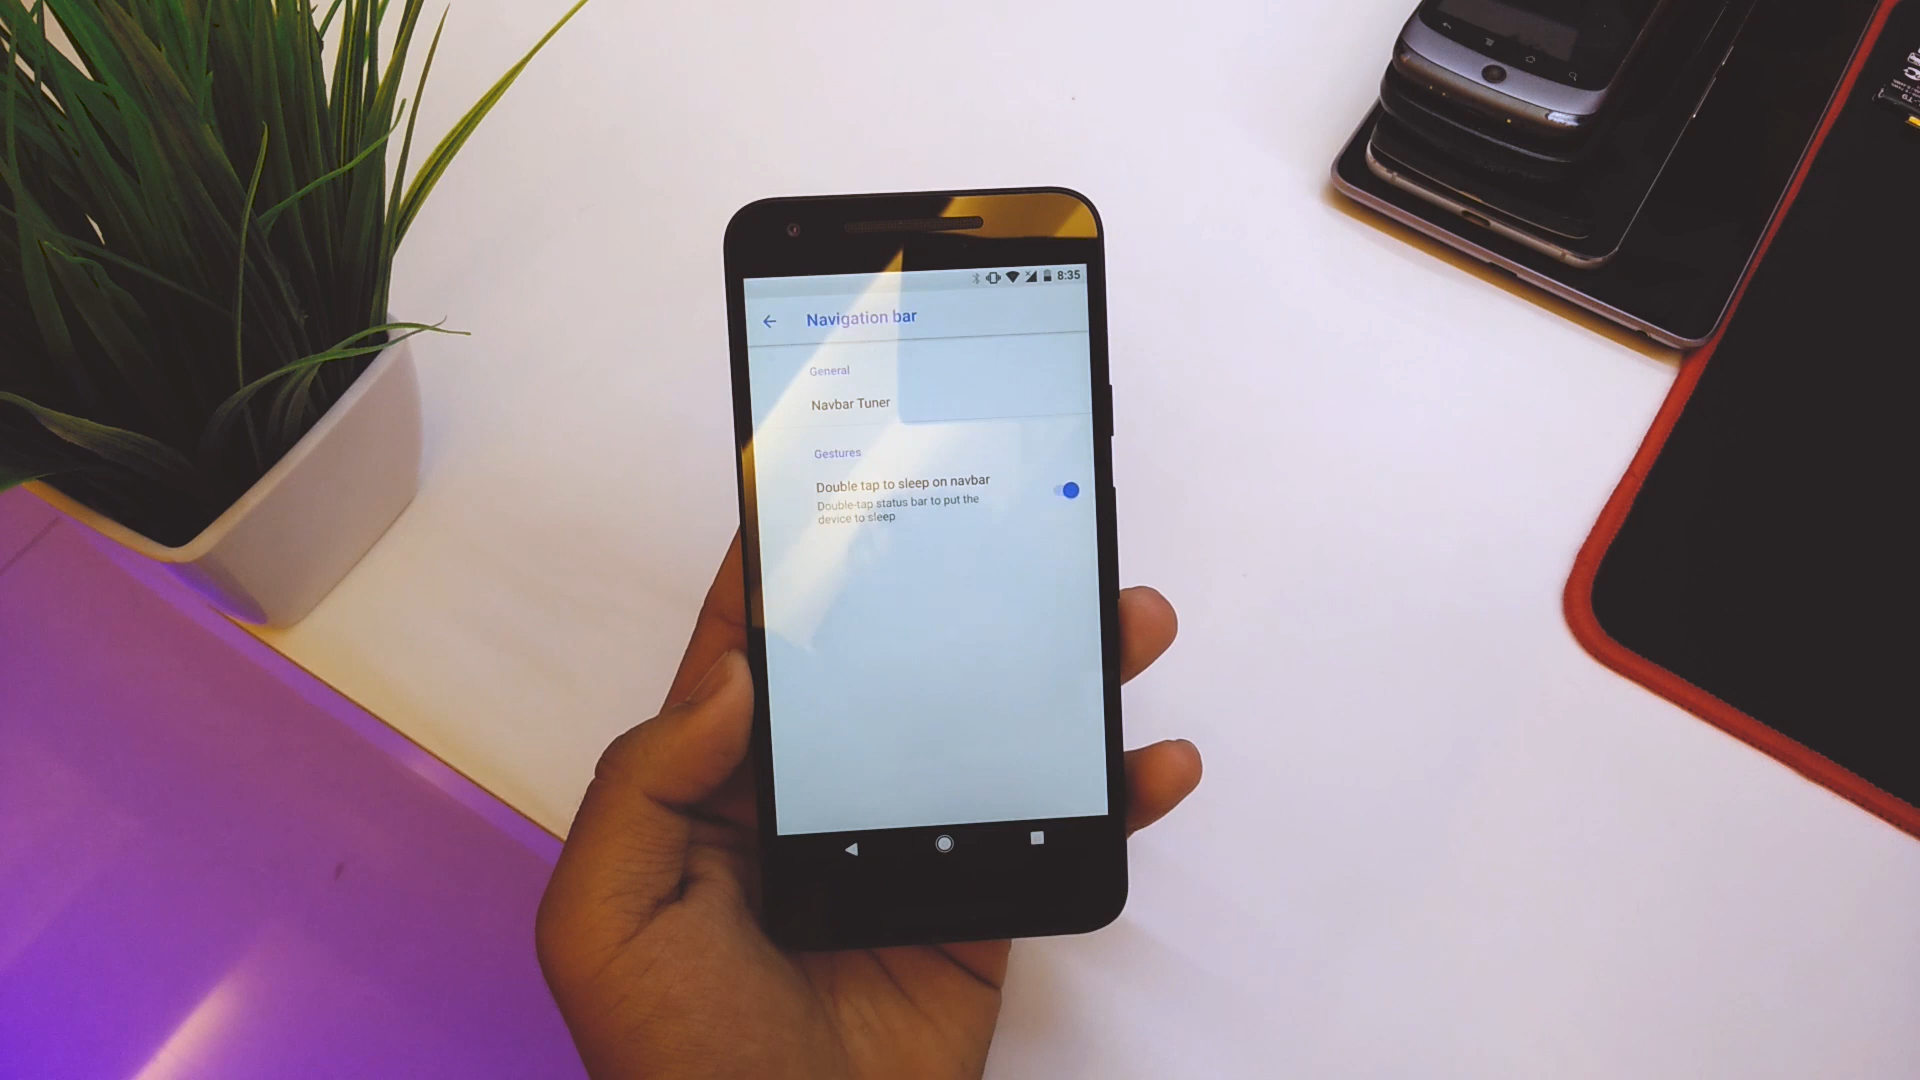 8:35
Navigation bar
General
Navbar Tuner
Gestures
Double tap to sleep on navbar
Double-tap status bar to put the
device to sleep